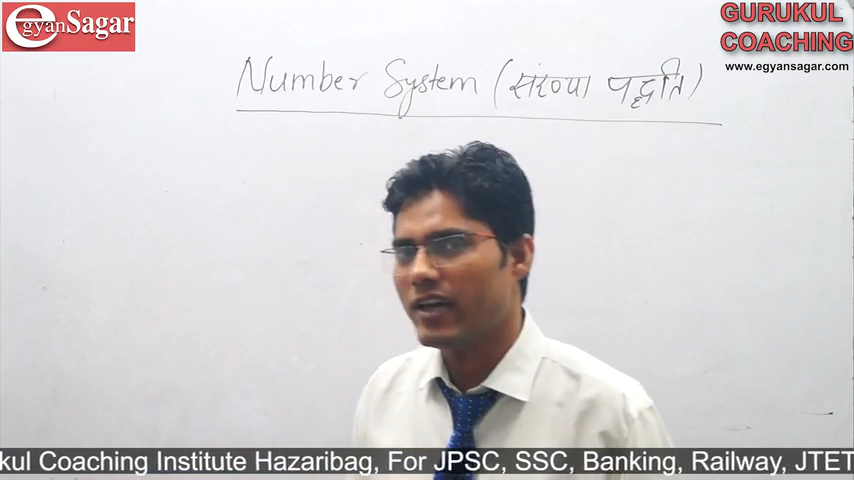 egyanSagar
GURUKUL
COACHING
www.egyansagar.com
Number System (संख्या पद्धति)
kul Coaching Institute Hazaribag, For JPSC, SSC, Banking, Railway, JTET